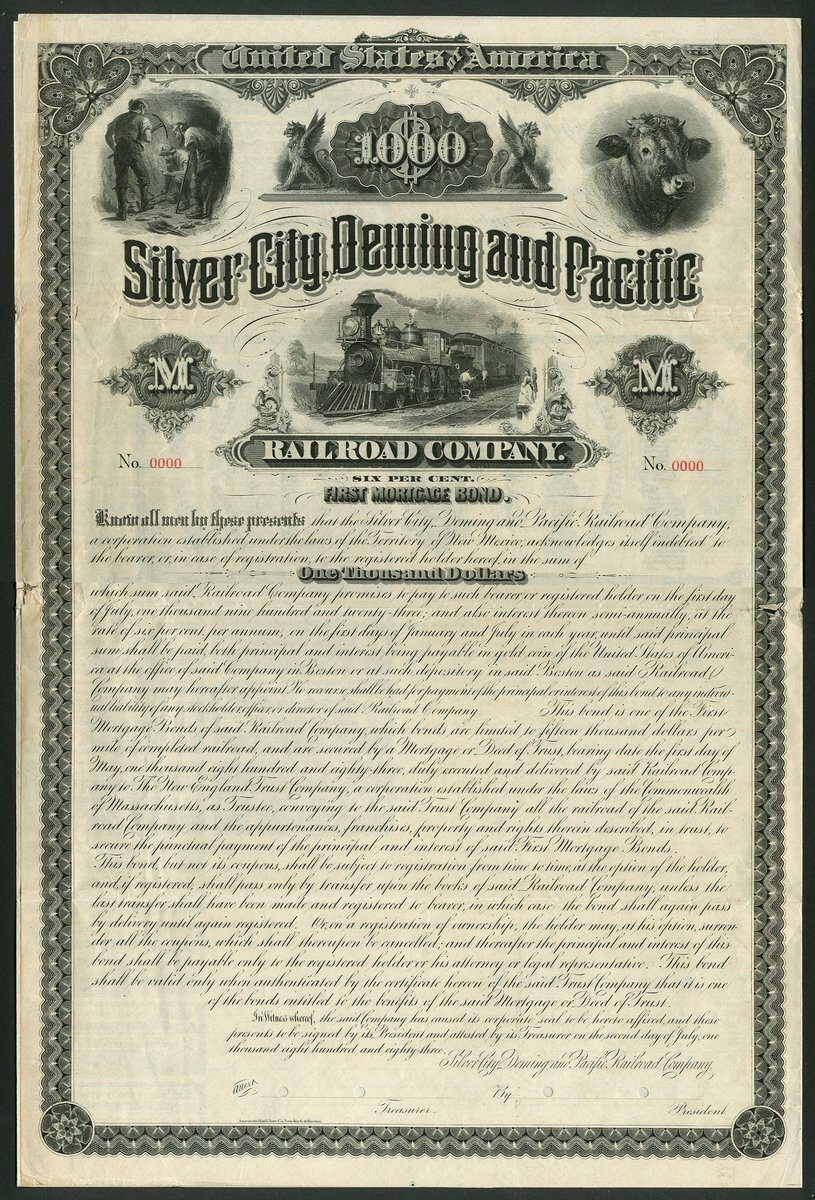 United States of America
$1000
Silver City, Deming and Pacific
M M
RAILROAD COMPANY.
No. 0000 No. 0000
SIX PER CENT.
FIRST MORTGAGE BOND.
Know all men by these presents that the Silver City, Deming and Pacific Railroad Company,
a corporation established under the laws of the Territory of New Mexico, acknowledges itself indebted to
the bearer, or, in case of registration, to the registered holder hereof, in the sum of
One Thousand Dollars
which sum said Railroad Company promises to pay to such bearer or registered holder on the first day
of July, one thousand nine hundred and twenty-three; and also interest thereon semi-annually, at the
rate of six per cent. per annum, on the first days of January and July in each year, until said principal
sum shall be paid, both principal and interest being payable in gold coin of the United States of Ameri-
ca at the office of said Company in Boston or at such depository in said Boston as said Railroad
Company may hereafter appoint. No recourse shall be had for payment of the principal or interest of this bond to any individ-
ual liability of any stockholder officer or director of said Railroad Company. This bond is one of the First
Mortgage Bonds of said Railroad Company, which bonds are limited to fifteen thousand dollars per
mile of completed railroad, and are secured by a Mortgage or Deed of Trust, bearing date the first day of
May, one thousand eight hundred and eighty-three, duly executed and delivered by said Railroad Comp-
any to The New England Trust Company, a corporation established under the laws of the Commonwealth
of Massachusetts, as Trustee, conveying to the said Trust Company all the railroad of the said Rail-
road Company and the appurtenances, franchises, property and rights therein described, in trust, to
secure the punctual payment of the principal and interest of said First Mortgage Bonds.
This bond, but not its coupons, shall be subject to registration from time to time, at the option of the holder,
and, if registered, shall pass only by transfer upon the books of said Railroad Company, unless the
last transfer shall have been made and registered to bearer, in which case the bond shall again pass
by delivery until again registered. Or, on a registration of ownership, the holder may, at his option, surren-
der all the coupons, which shall thereupon be cancelled; and thereafter the principal and interest of this
bond shall be payable only to the registered holder or his attorney or legal representative. This bond
shall be valid only when authenticated by the certificate hereon of the said Trust Company that it is one
of the bonds entitled to the benefits of the said Mortgage or Deed of Trust.
In Witness whereof, the said Company has caused its corporate seal to be hereto affixed, and these
presents to be signed by its President and attested by its Treasurer on the second day of July, one
thousand eight hundred and eighty-three.
Silver City, Deming and Pacific Railroad Company,
Attest By
Treasurer. President.
American Bank Note Co. New York & Boston.